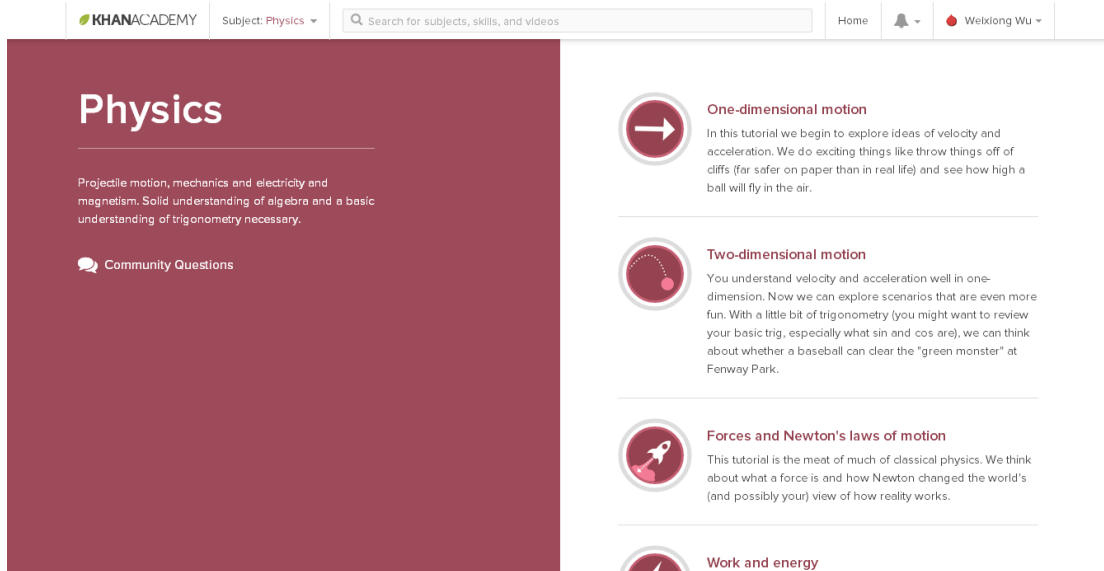 KHANACADEMY
Subject: Physics
Search for subjects, skills, and videos
Home
Weixiong Wu
Physics
Projectile motion, mechanics and electricity and
magnetism. Solid understanding of algebra and a basic
understanding of trigonometry necessary.
Community Questions
One-dimensional motion
In this tutorial we begin to explore ideas of velocity and
acceleration. We do exciting things like throw things off of
cliffs (far safer on paper than in real life) and see how high a
ball will fly in the air.
Two-dimensional motion
You understand velocity and acceleration well in one-
dimension. Now we can explore scenarios that are even more
fun. With a little bit of trigonometry (you might want to review
your basic trig, especially what sin and cos are), we can think
about whether a baseball can clear the "green monster" at
Fenway Park.
Forces and Newton's laws of motion
This tutorial is the meat of much of classical physics. We think
about what a force is and how Newton changed the world's
(and possibly your) view of how reality works.
Work and energy